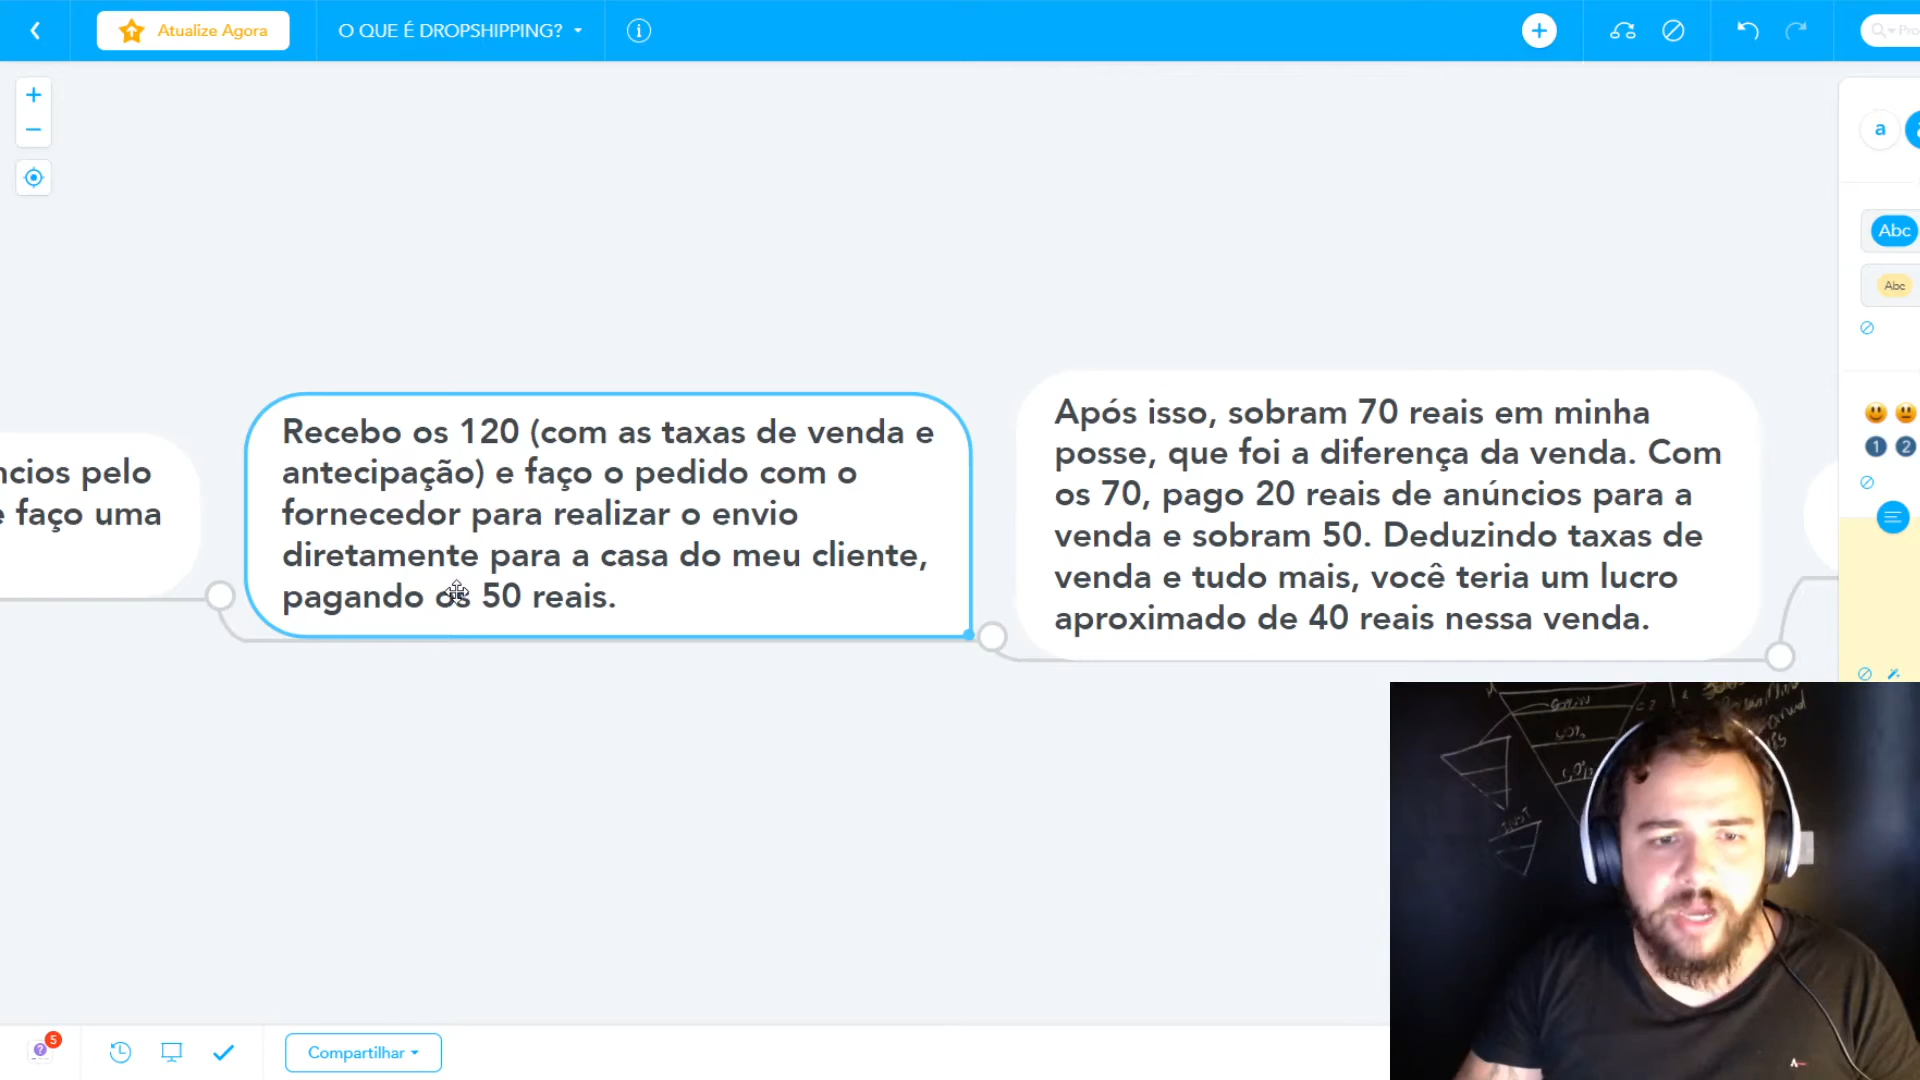 Atualize Agora
O QUE É DROPSHIPPING?
Pro
a
Abc
Abc
ncios pelo
faço uma
Recebo os 120 (com as taxas de venda e
antecipação) e faço o pedido com o
fornecedor para realizar o envio
diretamente para a casa do meu cliente,
pagando os 50 reais.
Após isso, sobram 70 reais em minha
posse, que foi a diferença da venda. Com
os 70, pago 20 reais de anúncios para a
venda e sobram 50. Deduzindo taxas de
venda e tudo mais, você teria um lucro
aproximado de 40 reais nessa venda.
1 2
5
Compartilhar